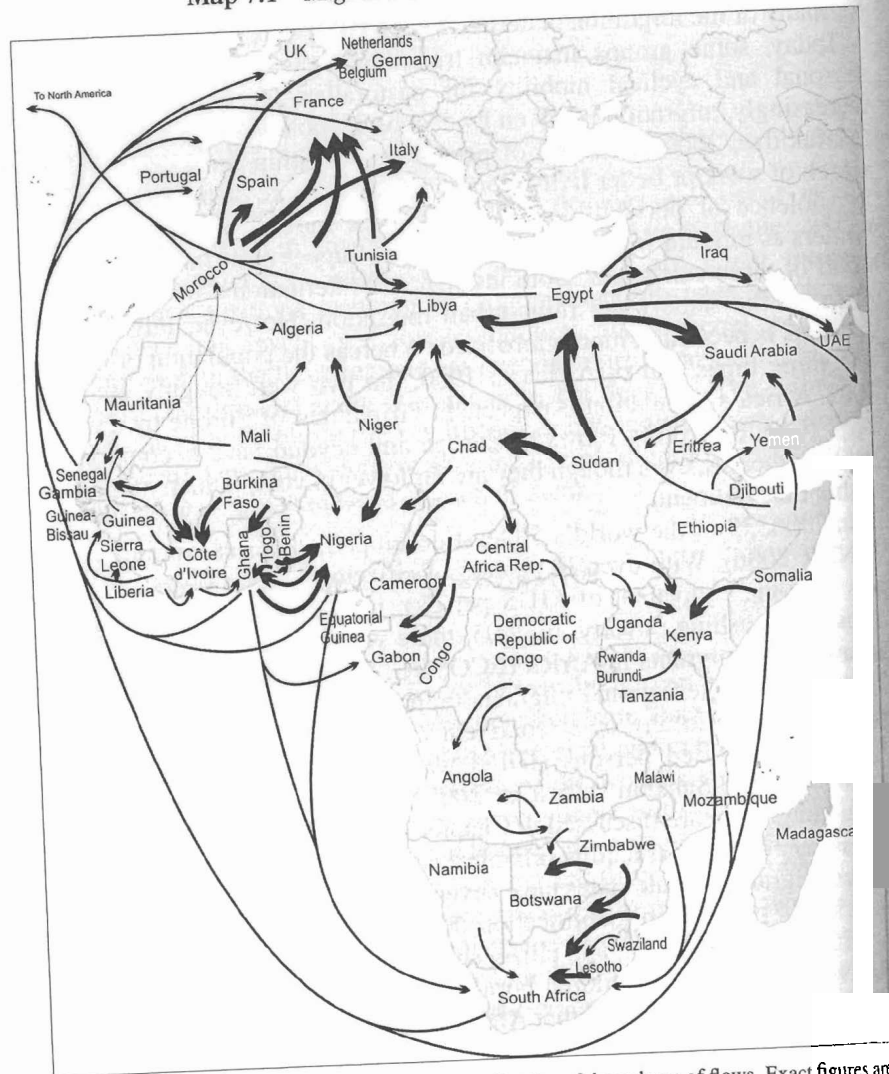 Map 7.1
To North America
UK
Netherlands
Germany
Belgium
France
Italy
Portugal
Spain
Morocco
Tunisia
Algeria
Libya
Egypt
Iraq
Saudi Arabia
UAE
Mauritania
Mali
Niger
Chad
Sudan
Eritrea
Yemen
Djibouti
Ethiopia
Somalia
Senegal
Gambia
Guinea-
Bissau
Guinea
Sierra
Leone
Liberia
Burkina
Faso
Côte
d'Ivoire
Ghana
Togo
Benin
Nigeria
Cameroon
Central
Africa Rep.
Equatorial
Guinea
Gabon
Congo
Democratic
Republic of
Congo
Uganda
Kenya
Rwanda
Burundi
Tanzania
Angola
Zambia
Malawi
Mozambique
Madagasca
Zimbabwe
Namibia
Botswana
Swaziland
Lesotho
South Africa
of flows. Exact figures are